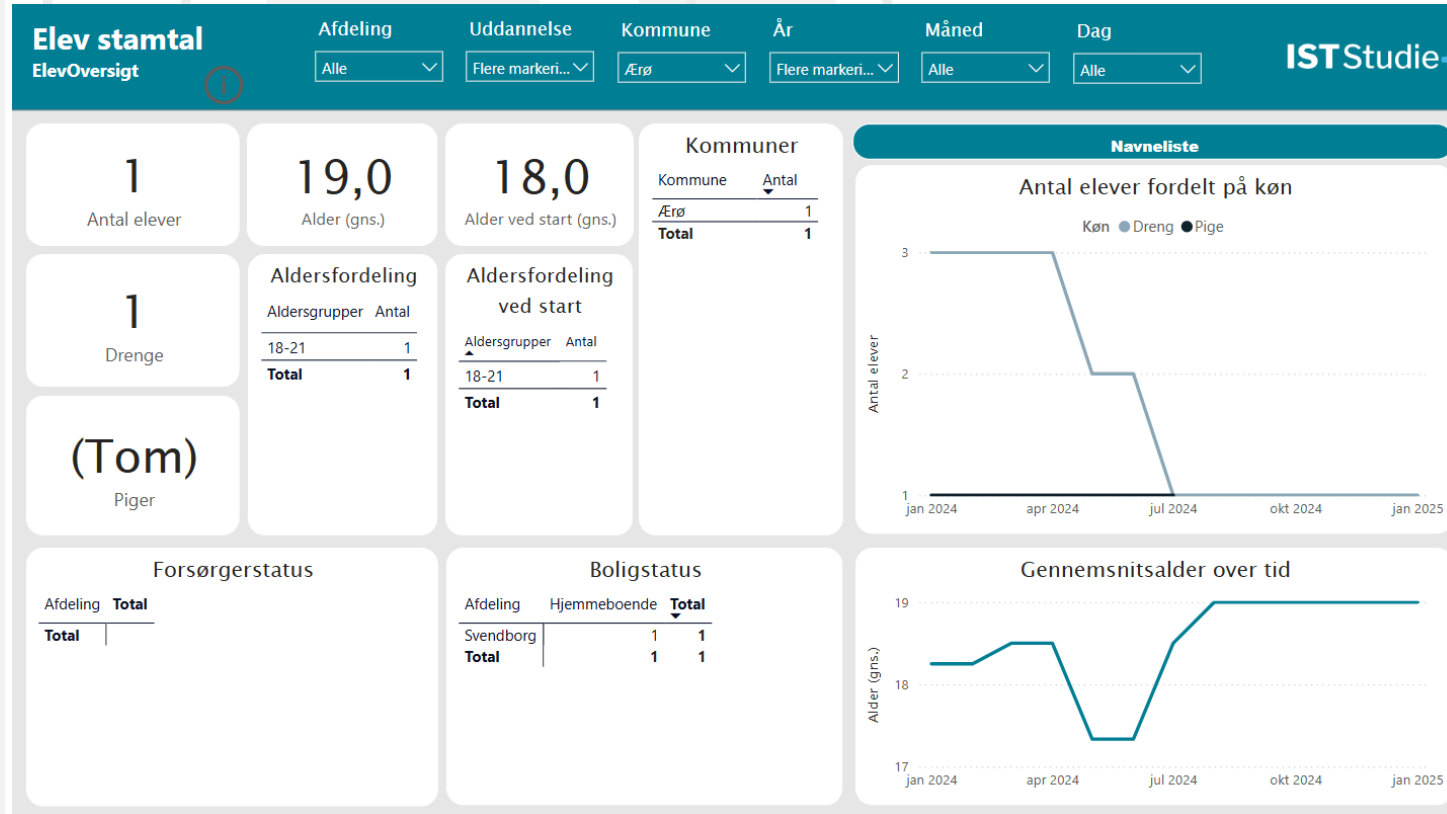 Elev stamtal
ElevOversigt
Afdeling
Alle
Uddannelse
Flere markeri...
Kommune
Ærø
År
Flere markeri...
Måned
Alle
Dag
Alle
IST Studie
1
Antal elever
19,0
Alder (gns.)
18,0
Alder ved start (gns.)
Kommuner
Kommune Antal
Ærø 1
Total 1
Navneliste
1
Drenge
Aldersfordeling
Aldersgrupper Antal
18-21 1
Total 1
Aldersfordeling
ved start
Aldersgrupper Antal
18-21 1
Total 1
(Tom)
Piger
Antal elever fordelt på køn
Køn Dreng Pige
Antal elever
3
2
1
jan 2024 apr 2024 jul 2024 okt 2024 jan 2025
Forsørgerstatus
Afdeling Total
Total
Boligstatus
Afdeling Hjemmeboende Total
Svendborg 1 1
Total 1 1
Gennemsnitsalder over tid
Alder (gns.)
19
18
17
jan 2024 apr 2024 jul 2024 okt 2024 jan 2025